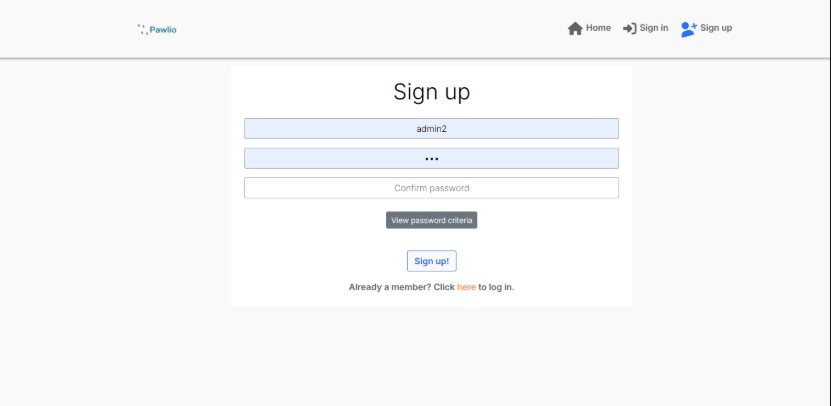 Pawlio
Home Sign in Sign up
Sign up
admin2
•••
Confirm password
View password criteria
Sign up!
Already a member? Click here to log in.